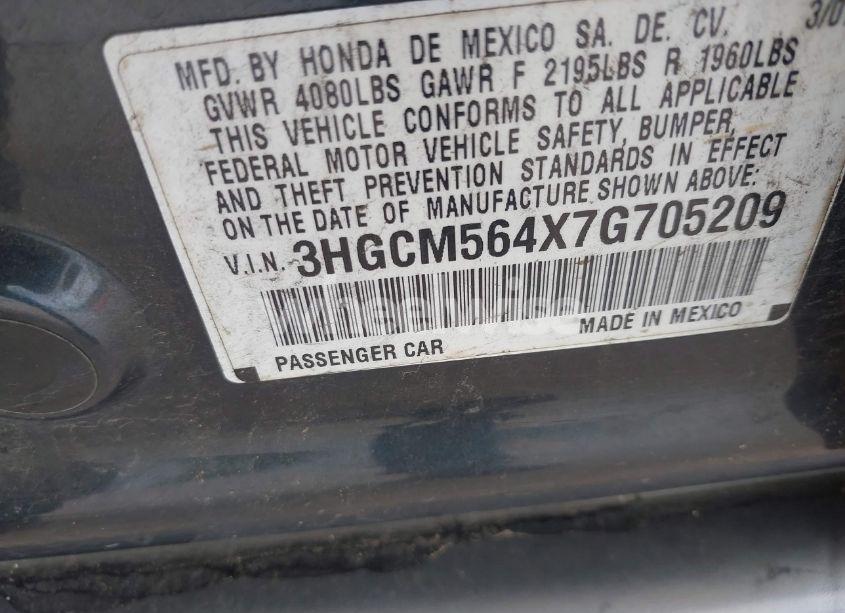 MFD. BY HONDA DE MEXICO SA. DE. CV. 3/0
GVWR 4080LBS GAWR F 2195LBS R 1960LBS
THIS VEHICLE CONFORMS TO ALL APPLICABLE
FEDERAL MOTOR VEHICLE SAFETY, BUMPER,
AND THEFT PREVENTION STANDARDS IN EFFECT
ON THE DATE OF MANUFACTURE SHOWN ABOVE:
V.I.N. 3HGCM564X7G705209
MADE IN MEXICO
PASSENGER CAR